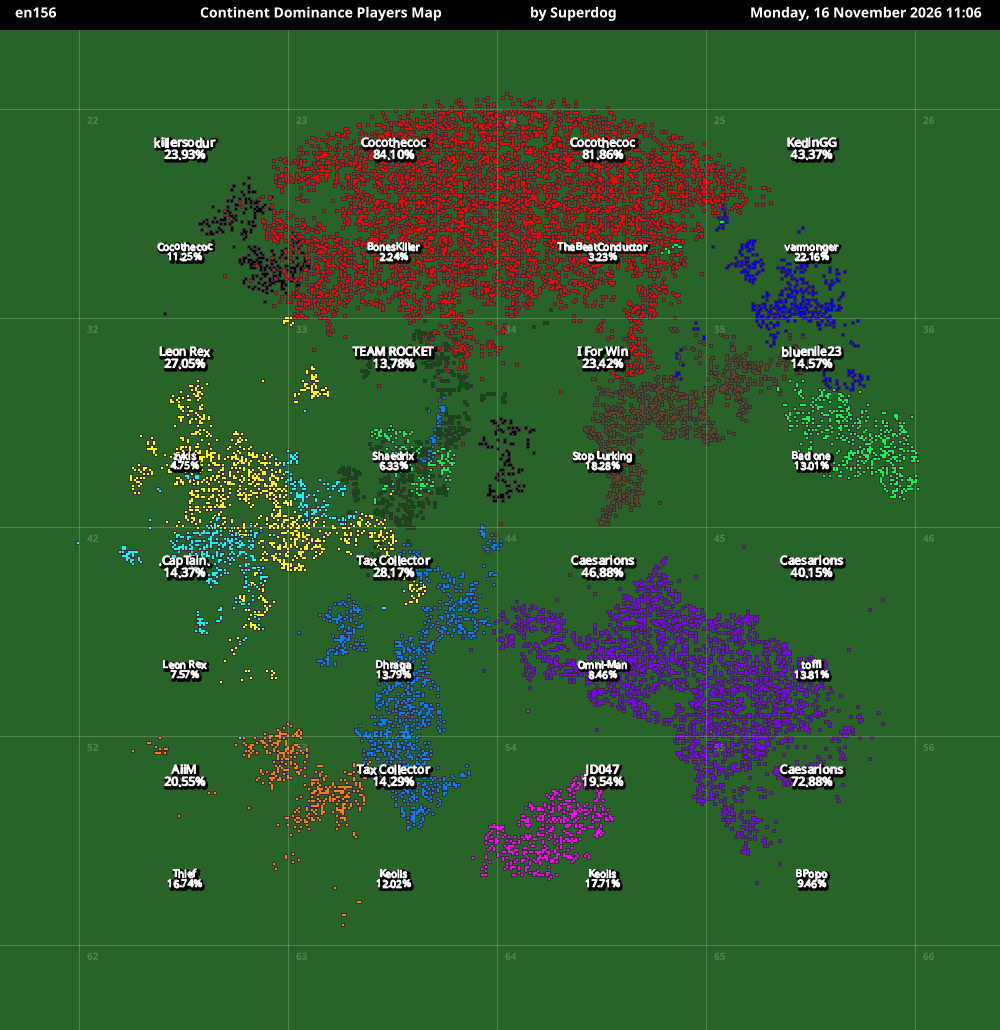 en156 Continent Dominance Players Map by Superdog Monday, 16 November 2026 11:06
22 23 24 25 26
killersodur Cocothecoc Cocothecoc KedInGG
23,93% 84,10% 81,86% 43,37%
Cocothecoc BonesKiller TheBeatConductor varmonger
11.25% 2.24% 3.23% 22.16%
32 33 34 35 36
Leon Rex TEAM ROCKET I For Win bluenile23
27,05% 13,78% 23,42% 14,57%
rykis Shaedrix Stop Lurking Bad one
4.75% 6.33% 18.28% 13.01%
42 44 45 46
CapTain. Tax Collector Caesarions Caesarions
14,37% 28,17% 46,88% 40,15%
Leon Rex Dhraga Omni-Man toffi
7.57% 13.79% 8.46% 13.81%
52 54 55 56
AiiM Tax Collector JD047 Caesarions
20,55% 14,29% 19,54% 72,88%
Thief Keolis Keolis BPopo
16.74% 12.02% 17.71% 9.46%
62 63 64 65 66